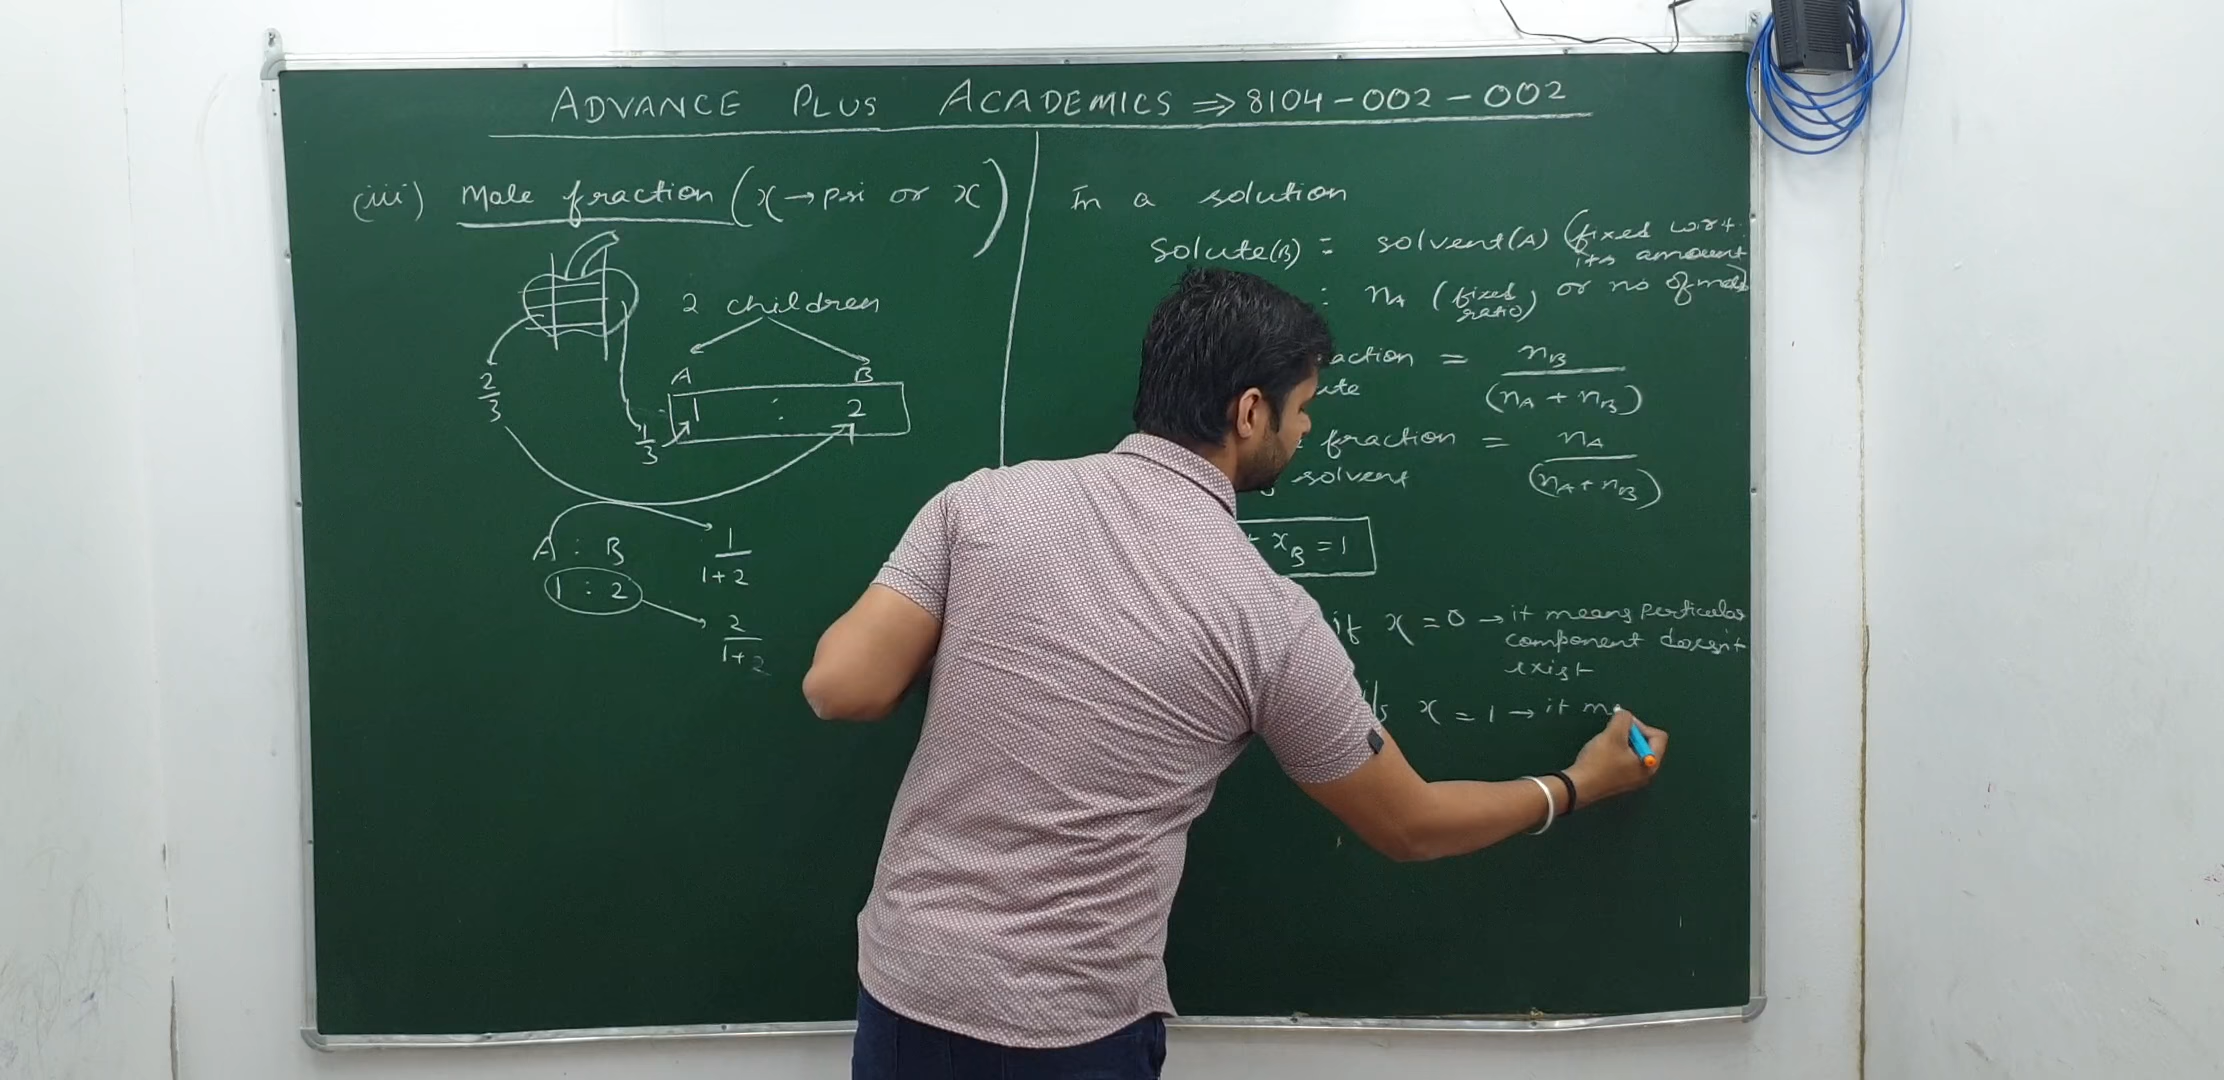 ADVANCE PLUS ACADEMICS ⇒ 8104-002-002
(iii) Mole fraction (x → psi or x)
2 children
A B
1 : 2
2/3
1/3
A : B
1 : 2
1/1+2
2/1+2
In a solution
Solute(B) : solvent(A) (fixed w.r.t.
its amount
: nA (fixed ratio) or no of moles)
action = nB/(nA + nB)
ute
fraction = nA/(nA + nB)
solvent
xB = 1
if x = 0 → it means perticular
component doesn't
exist
x = 1 → it me